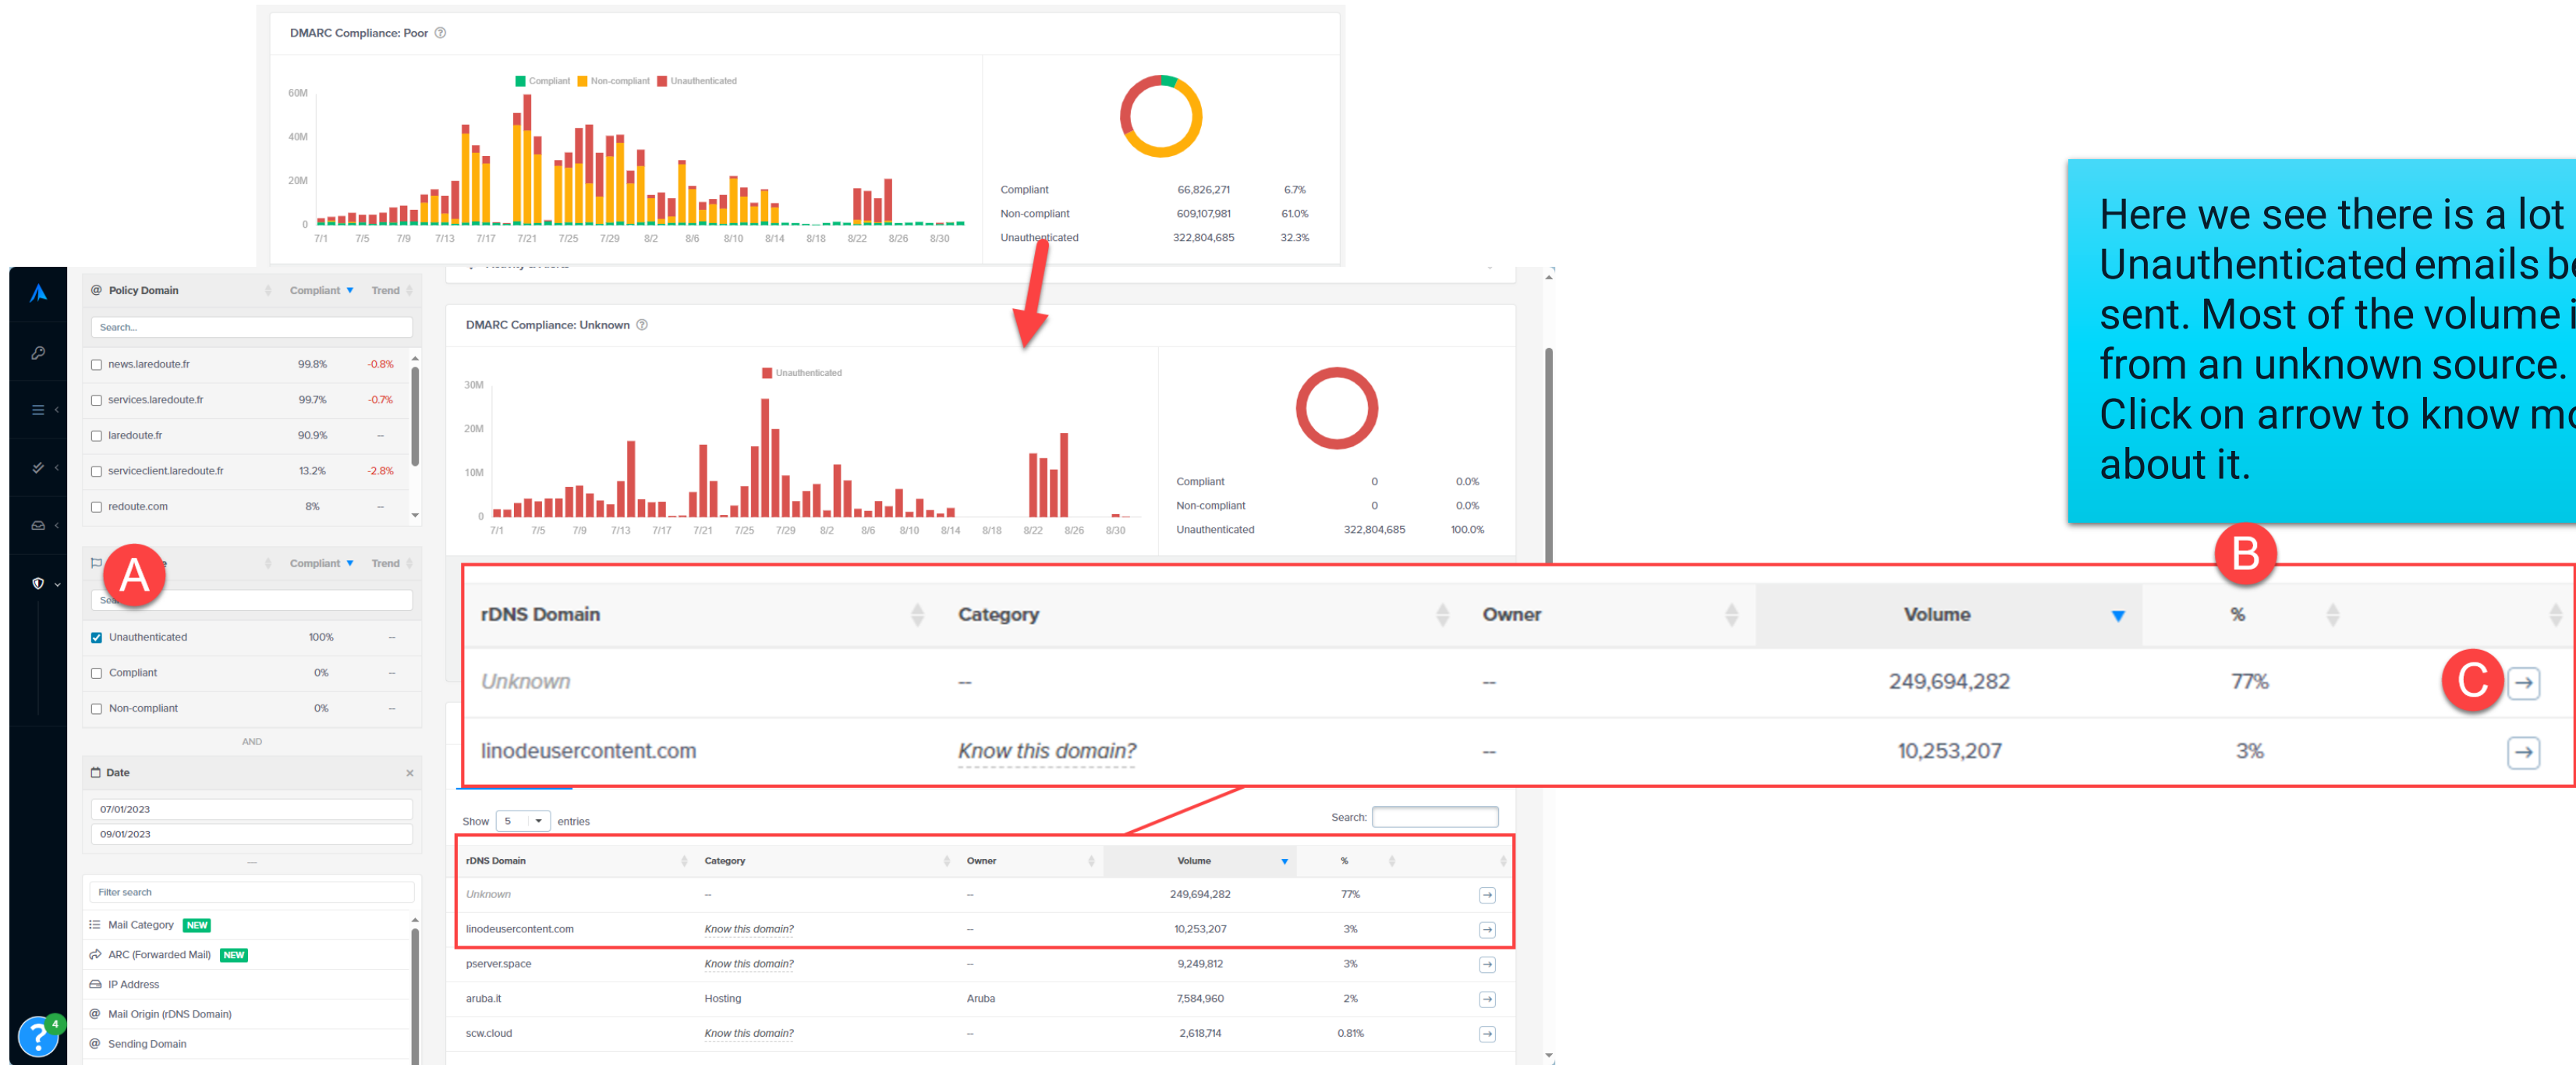 DMARC Compliance: Poor
Compliant Non-compliant Unauthenticated
60M
40M
20M
0
7/1 7/5 7/9 7/13 7/17 7/21 7/25 7/29 8/2 8/6 8/10 8/14 8/18 8/22 8/26 8/30
Compliant 66,826,271 6.7%
Non-compliant 609,107,981 61.0%
Unauthenticated 322,804,685 32.3%
Here we see there is a lot
Unauthenticated emails
sent. Most of the volume
from an unknown source.
Click on arrow to know
about it.
@ Policy Domain Compliant Trend
Search...
news.laredoute.fr 99.8% -0.8%
services.laredoute.fr 99.7% -0.7%
laredoute.fr 90.9% --
serviceclient.laredoute.fr 13.2% -2.8%
redoute.com 8% --
A
Compliant Trend
Unauthenticated 100% --
Compliant 0% --
Non-compliant 0% --
AND
Date ×
07/01/2023
09/01/2023
Filter search
Mail Category NEW
ARC (Forwarded Mail) NEW
IP Address
@ Mail Origin (rDNS Domain)
@ Sending Domain
? 4
DMARC Compliance: Unknown
Unauthenticated
30M
20M
10M
0
7/1 7/5 7/9 7/13 7/17 7/21 7/25 7/29 8/2 8/6 8/10 8/14 8/18 8/22 8/26 8/30
Compliant 0 0.0%
Non-compliant 0 0.0%
Unauthenticated 322,804,685 100.0%
B
rDNS Domain Category Owner Volume %
Unknown -- -- 249,694,282 77% C
linodeusercontent.com Know this domain? -- 10,253,207 3%
Show 5 entries Search:
rDNS Domain Category Owner Volume %
Unknown -- -- 249,694,282 77%
linodeusercontent.com Know this domain? -- 10,253,207 3%
pserver.space Know this domain? -- 9,249,812 3%
aruba.it Hosting Aruba 7,584,960 2%
scw.cloud Know this domain? -- 2,618,714 0.81%